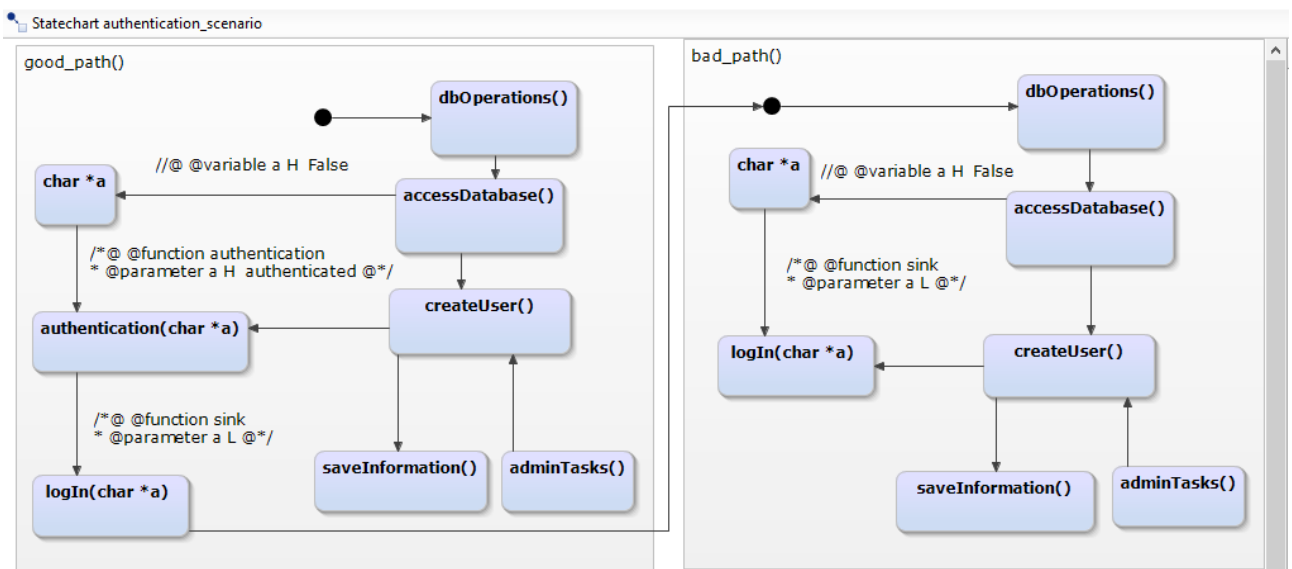 Statechart authentication_scenario
good_path()
dbOperations()
//@ @variable a H False
char *a
accessDatabase()
/*@ @function authentication
* @parameter a H authenticated @*/
createUser()
authentication(char *a)
/*@ @function sink
* @parameter a L @*/
saveInformation()
adminTasks()
logIn(char *a)
bad_path()
dbOperations()
char *a
//@ @variable a H False
accessDatabase()
/*@ @function sink
* @parameter a L @*/
logIn(char *a)
createUser()
saveInformation()
adminTasks()